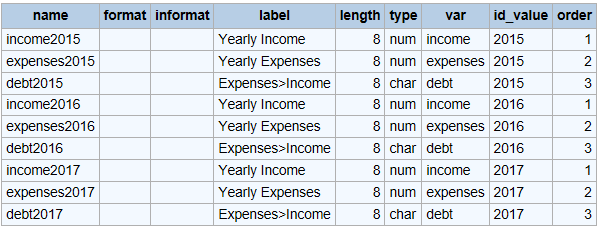 name format informat label length type var id_value order
income2015 Yearly Income 8 num income 2015 1
expenses2015 Yearly Expenses 8 num expenses 2015 2
debt2015 Expenses>Income 8 char debt 2015 3
income2016 Yearly Income 8 num income 2016 1
expenses2016 Yearly Expenses 8 num expenses 2016 2
debt2016 Expenses>Income 8 char debt 2016 3
income2017 Yearly Income 8 num income 2017 1
expenses2017 Yearly Expenses 8 num expenses 2017 2
debt2017 Expenses>Income 8 char debt 2017 3